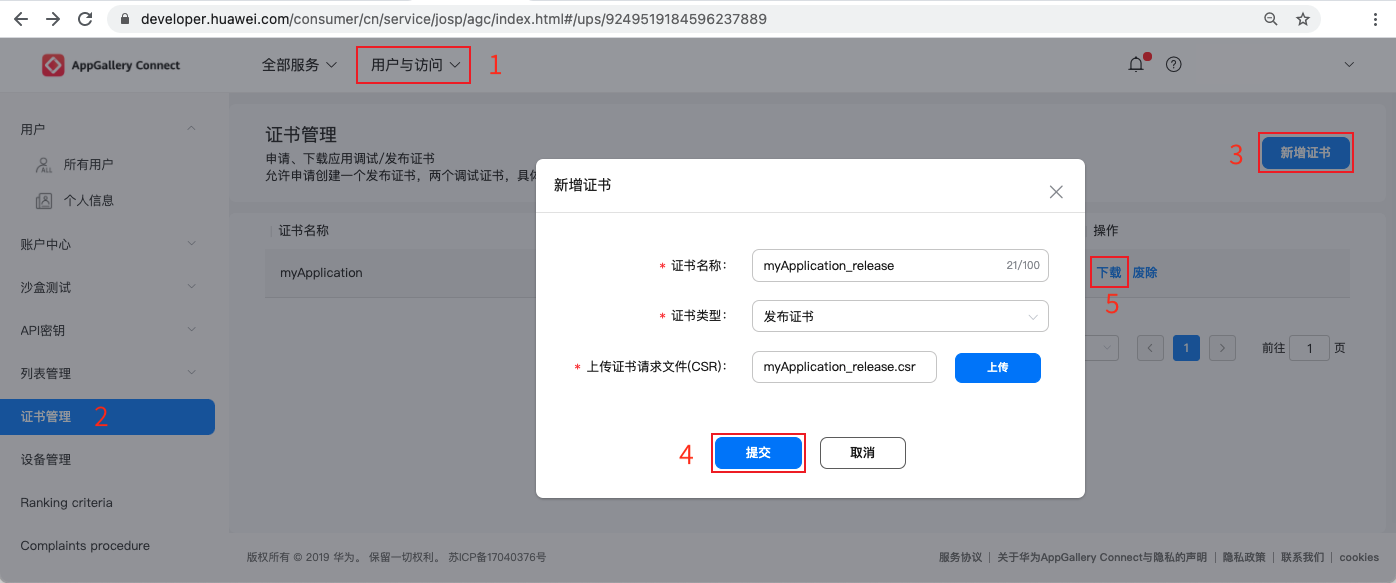 developer.huawei.com/consumer/cn/service/josp/agc/index.html#/ups/9249519184596237889
AppGallery Connect
全部服务
用户与访问
1
用户
ALL
所有用户
个人信息
账户中心
沙盒测试
API密钥
列表管理
证书管理
2
设备管理
Ranking criteria
Complaints procedure
证书管理
申请、下载应用调试/发布证书
允许申请创建一个发布证书，两个调试证书，具体
3
新增证书
证书名称
操作
myApplication
下载
废除
5
1
前往
1
页
新增证书
* 证书名称：
myApplication_release
21/100
* 证书类型：
发布证书
* 上传证书请求文件(CSR)：
myApplication_release.csr
上传
4
提交
取消
版权所有 © 2019 华为。 保留一切权利。 苏ICP备17040376号
服务协议 | 关于华为AppGallery Connect与隐私的声明 | 隐私政策 | 联系我们 | cookies